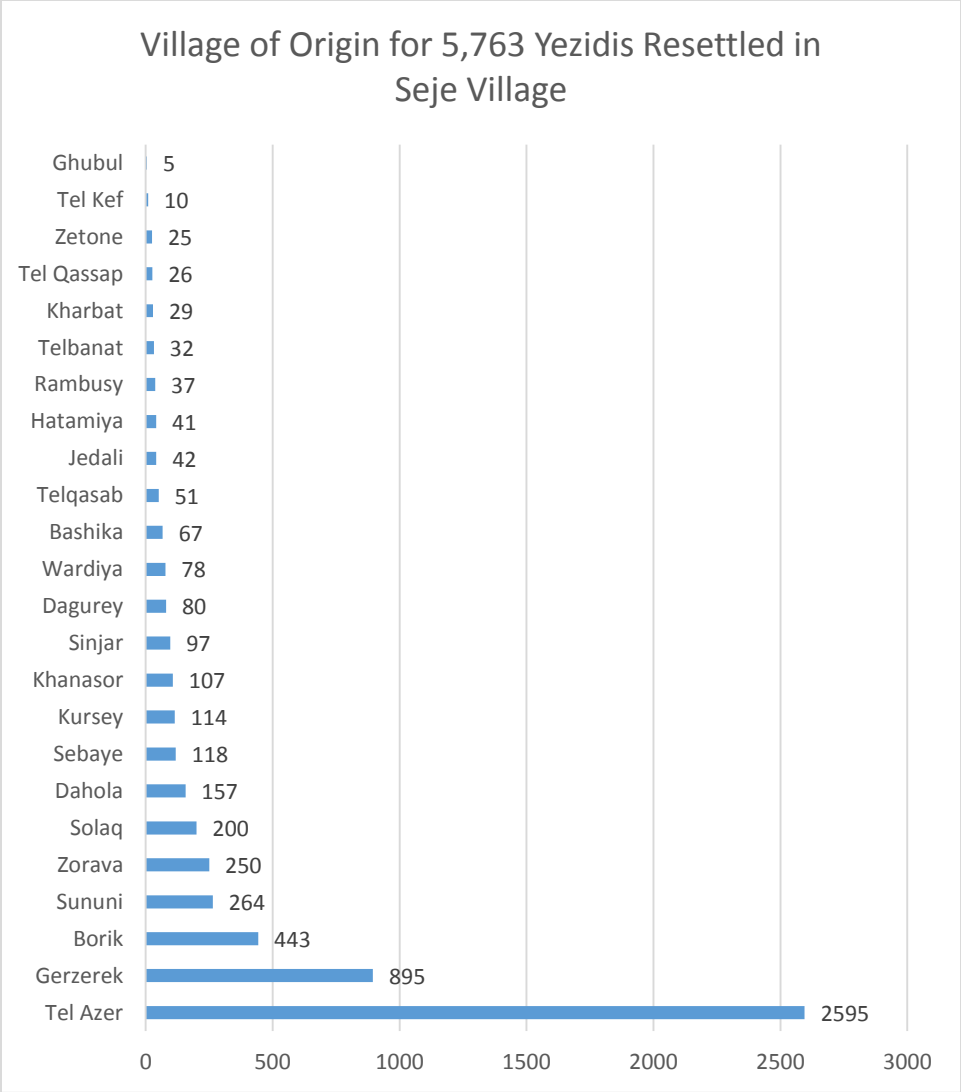 Village of Origin for 5,763 Yezidis Resettled in
Seje Village
Ghubul 5
Tel Kef 10
Zetone 25
Tel Qassap 26
Kharbat 29
Telbanat 32
Rambusy 37
Hatamiya 41
Jedali 42
Telqasab 51
Bashika 67
Wardiya 78
Dagurey 80
Sinjar 97
Khanasor 107
Kursey 114
Sebaye 118
Dahola 157
Solaq 200
Zorava 250
Sununi 264
Borik 443
Gerzerek 895
Tel Azer 2595
0 500 1000 1500 2000 2500 3000